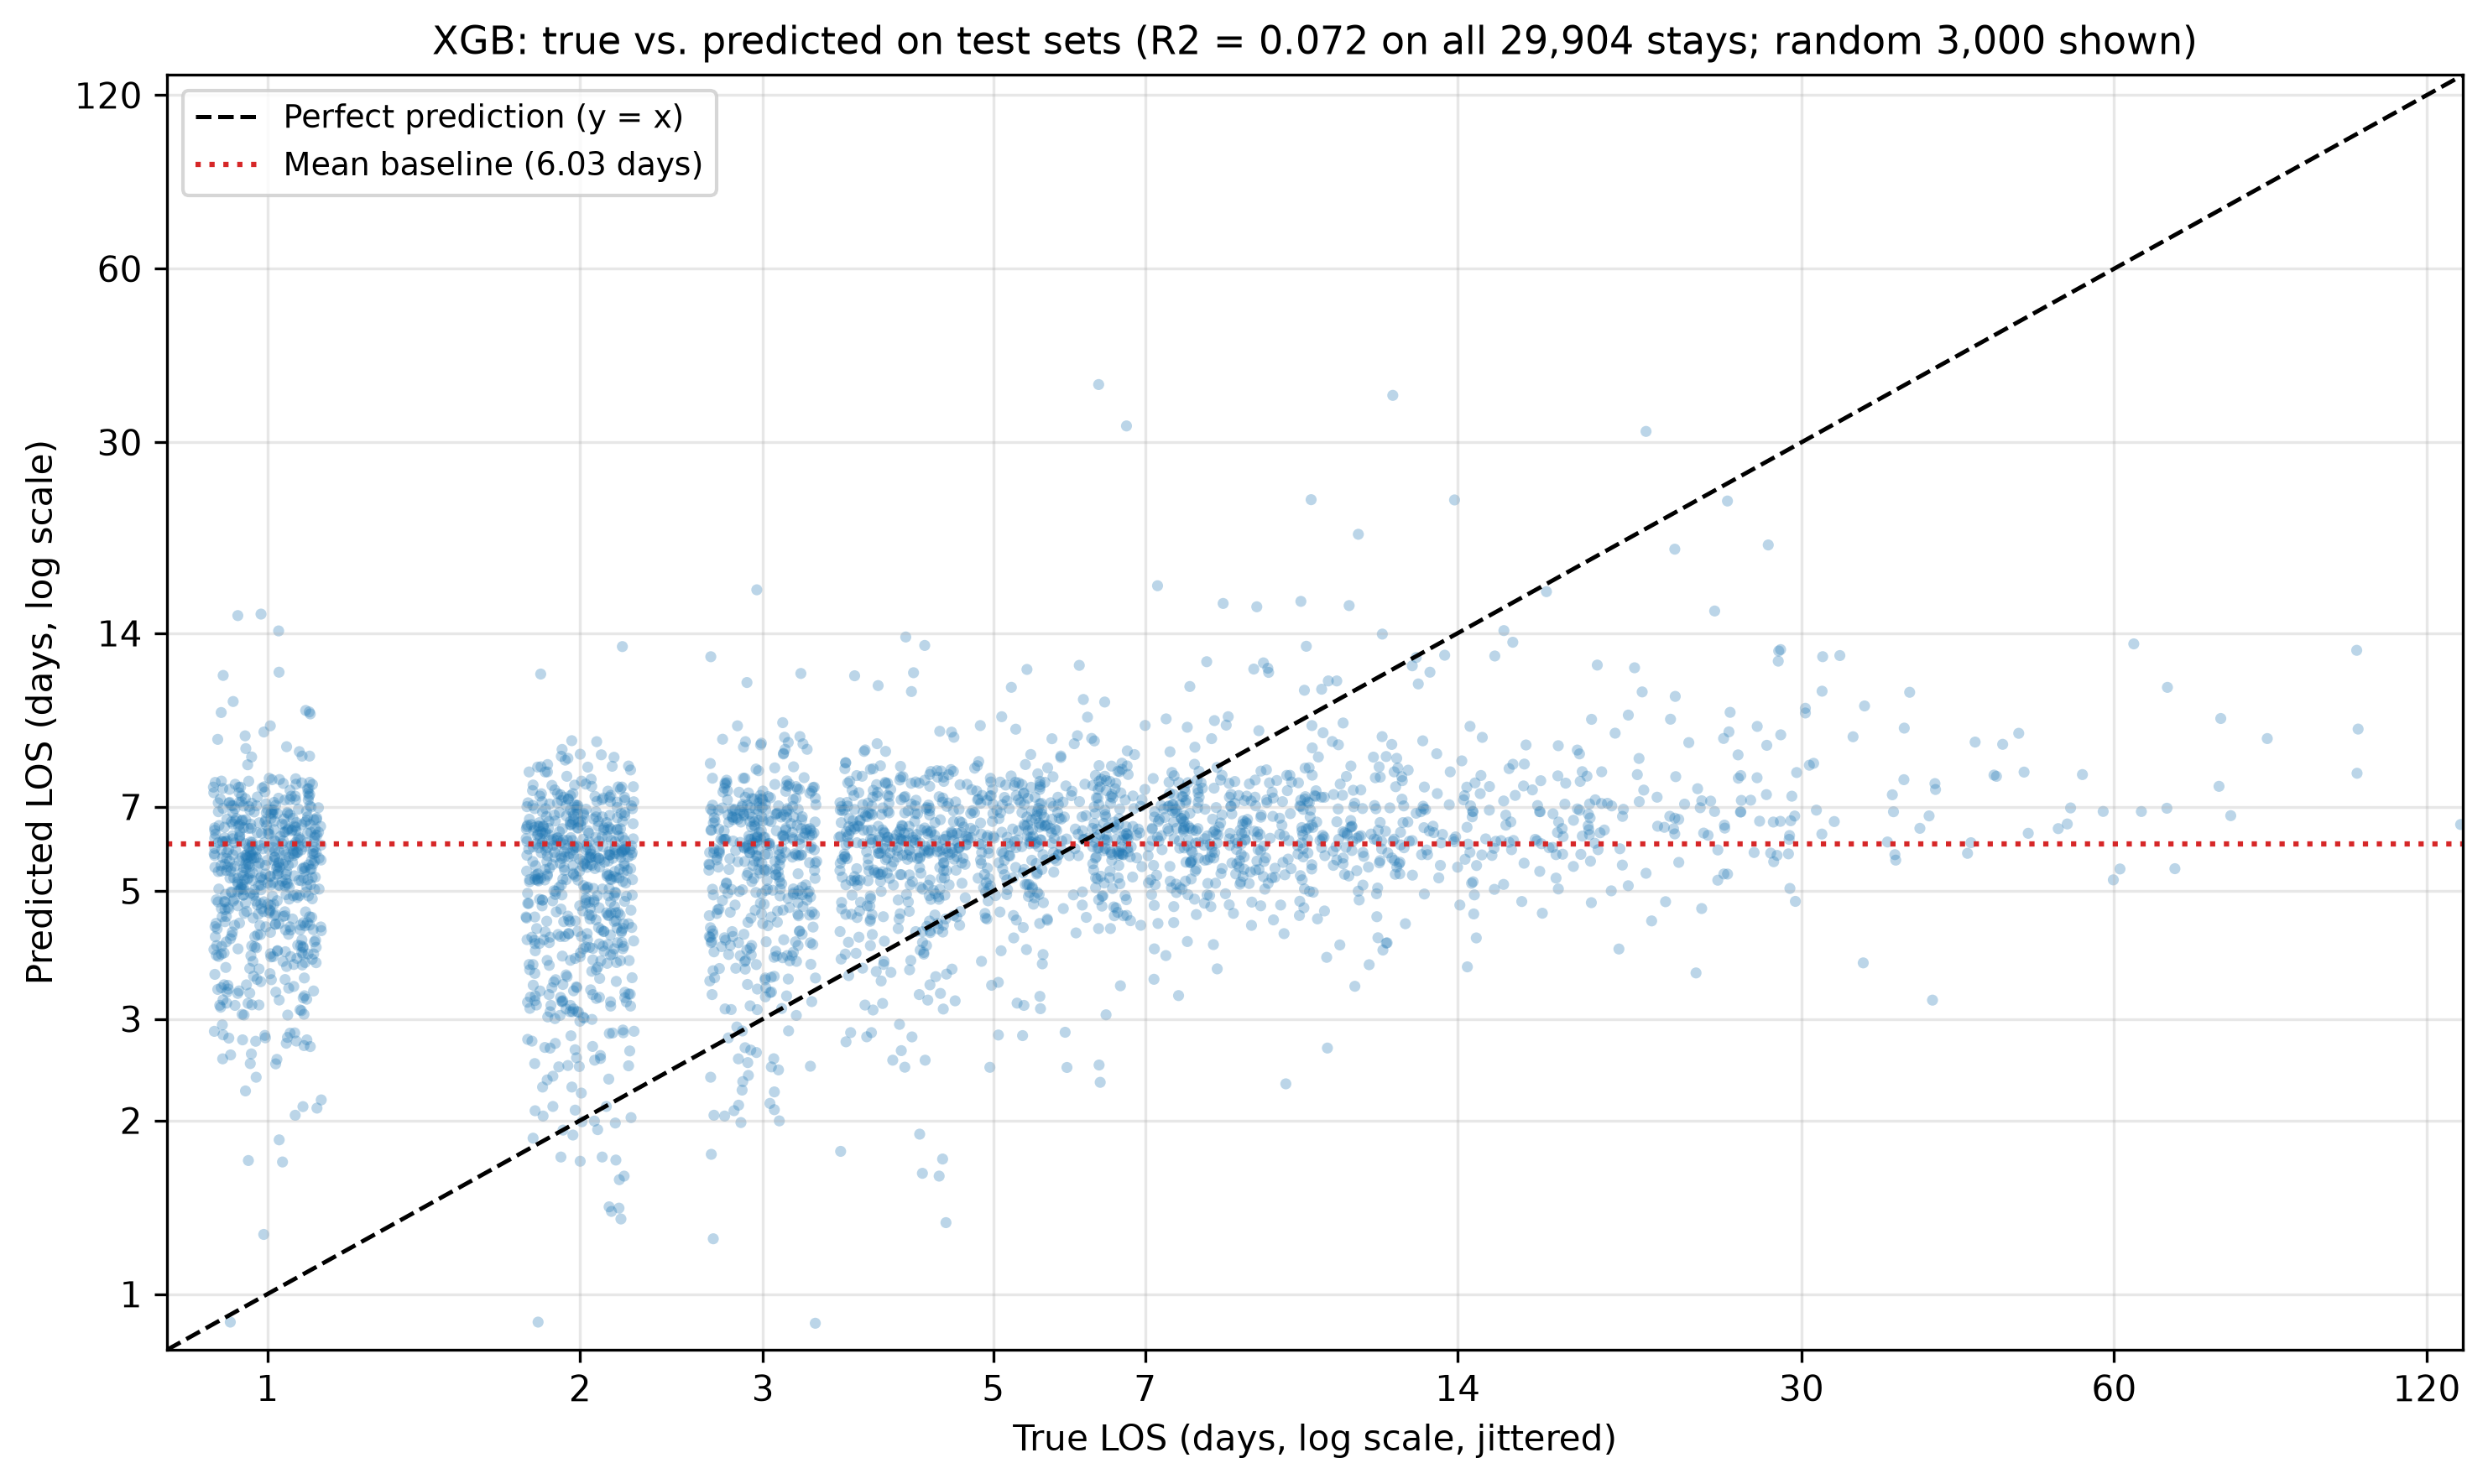 XGB: true vs. predicted on test sets (R2 = 0.072 on all 29,904 stays; random 3,000 shown)
Perfect prediction (y = x)
Mean baseline (6.03 days)
Predicted LOS (days, log scale)
120
60
30
14
7
5
3
2
1
1 2 3 5 7 14 30 60 120
True LOS (days, log scale, jittered)